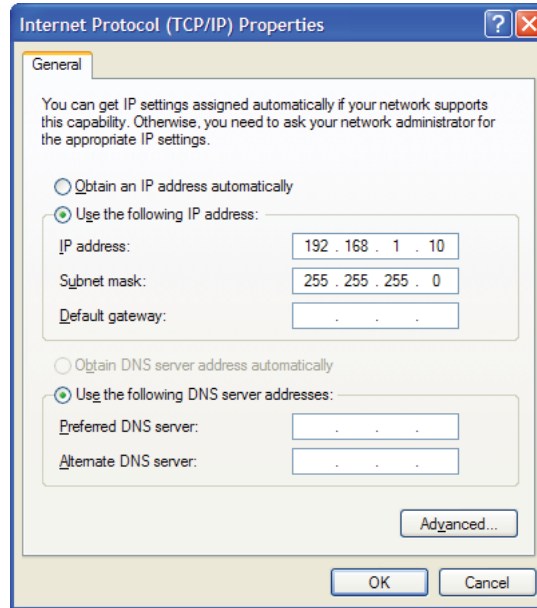 Internet Protocol (TCP/IP) Properties
General
You can get IP settings assigned automatically if your network supports
this capability. Otherwise, you need to ask your network administrator for
the appropriate IP settings.
Obtain an IP address automatically
Use the following IP address:
IP address: 192 . 168 . 1 . 10
Subnet mask: 255 . 255 . 255 . 0
Default gateway: . . .
Obtain DNS server address automatically
Use the following DNS server addresses:
Preferred DNS server: . . .
Alternate DNS server: . . .
Advanced...
OK Cancel